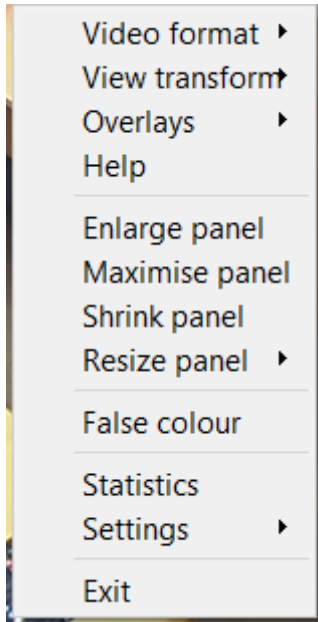 Video format
View transform
Overlays
Help
Enlarge panel
Maximise panel
Shrink panel
Resize panel
False colour
Statistics
Settings
Exit